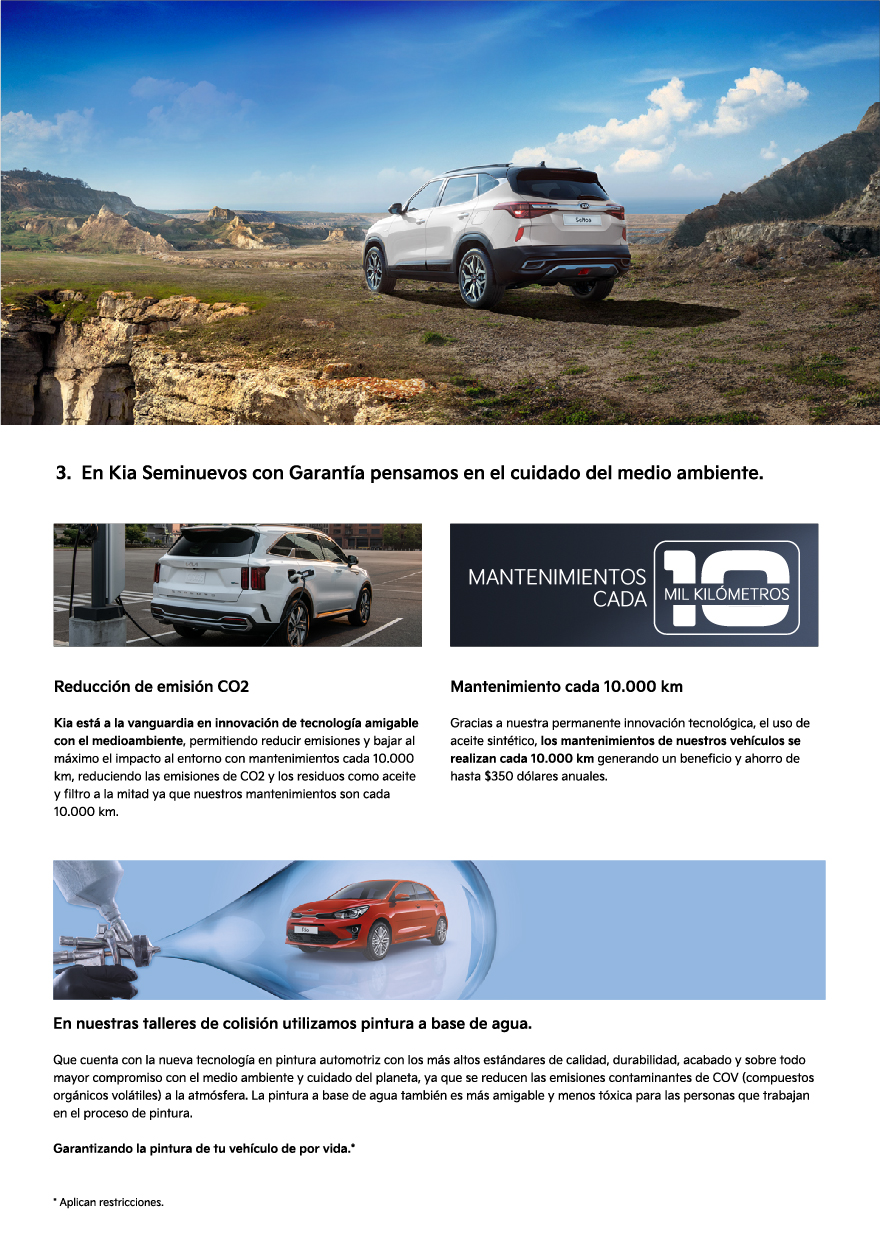 Seltos
3. En Kia Seminuevos con Garantía pensamos en el cuidado del medio ambiente.
MANTENIMIENTOS
CADA
10
MIL KILÓMETROS
Reducción de emisión CO2
Kia está a la vanguardia en innovación de tecnología amigable
con el medioambiente, permitiendo reducir emisiones y bajar al
máximo el impacto al entorno con mantenimientos cada 10.000
km, reduciendo las emisiones de CO2 y los residuos como aceite
y filtro a la mitad ya que nuestros mantenimientos son cada
10.000 km.
Mantenimiento cada 10.000 km
Gracias a nuestra permanente innovación tecnológica, el uso de
aceite sintético, los mantenimientos de nuestros vehículos se
realizan cada 10.000 km generando un beneficio y ahorro de
hasta $350 dólares anuales.
Rio
En nuestras talleres de colisión utilizamos pintura a base de agua.
Que cuenta con la nueva tecnología en pintura automotriz con los más altos estándares de calidad, durabilidad, acabado y sobre todo
mayor compromiso con el medio ambiente y cuidado del planeta, ya que se reducen las emisiones contaminantes de COV (compuestos
orgánicos volátiles) a la atmósfera. La pintura a base de agua también es más amigable y menos tóxica para las personas que trabajan
en el proceso de pintura.
Garantizando la pintura de tu vehículo de por vida.*
* Aplican restricciones.